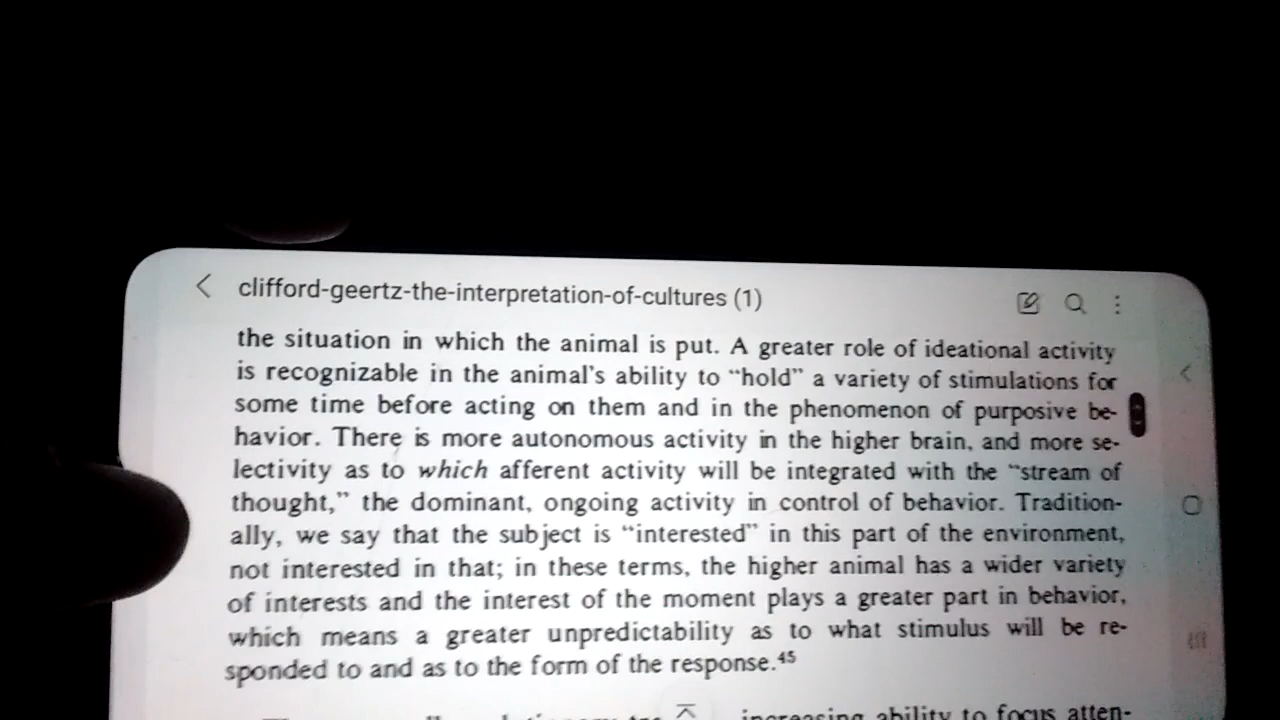 clifford-geertz-the-interpretation-of-cultures (1)
the situation in which the animal is put. A greater role of ideational activity
is recognizable in the animal's ability to "hold" a variety of stimulations for
some time before acting on them and in the phenomenon of purposive be-
havior. There is more autonomous activity in the higher brain, and more se-
lectivity as to which afferent activity will be integrated with the "stream of
thought," the dominant, ongoing activity in control of behavior. Tradition-
ally, we say that the subject is "interested" in this part of the environment,
not interested in that; in these terms, the higher animal has a wider variety
of interests and the interest of the moment plays a greater part in behavior,
which means a greater unpredictability as to what stimulus will be re-
sponded to and as to the form of the response.45
increasing ability to focus atten-